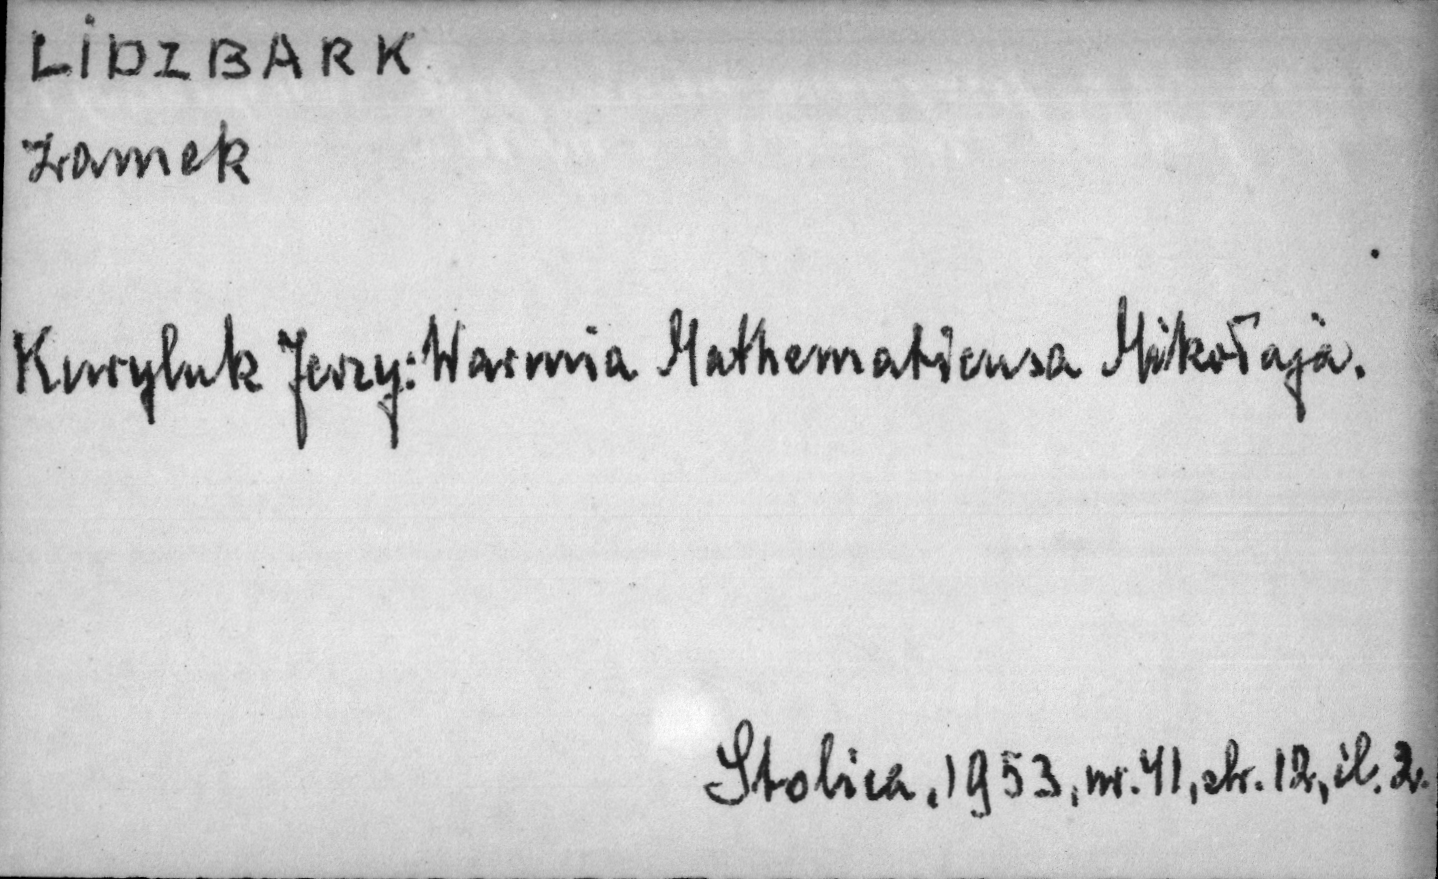 LIDZBARK
zamek
Kuryluk Jerzy: Warmia Mathematicusa Mikołaja.
Stolica, 1953, nr. 41, str. 12, il. 2.